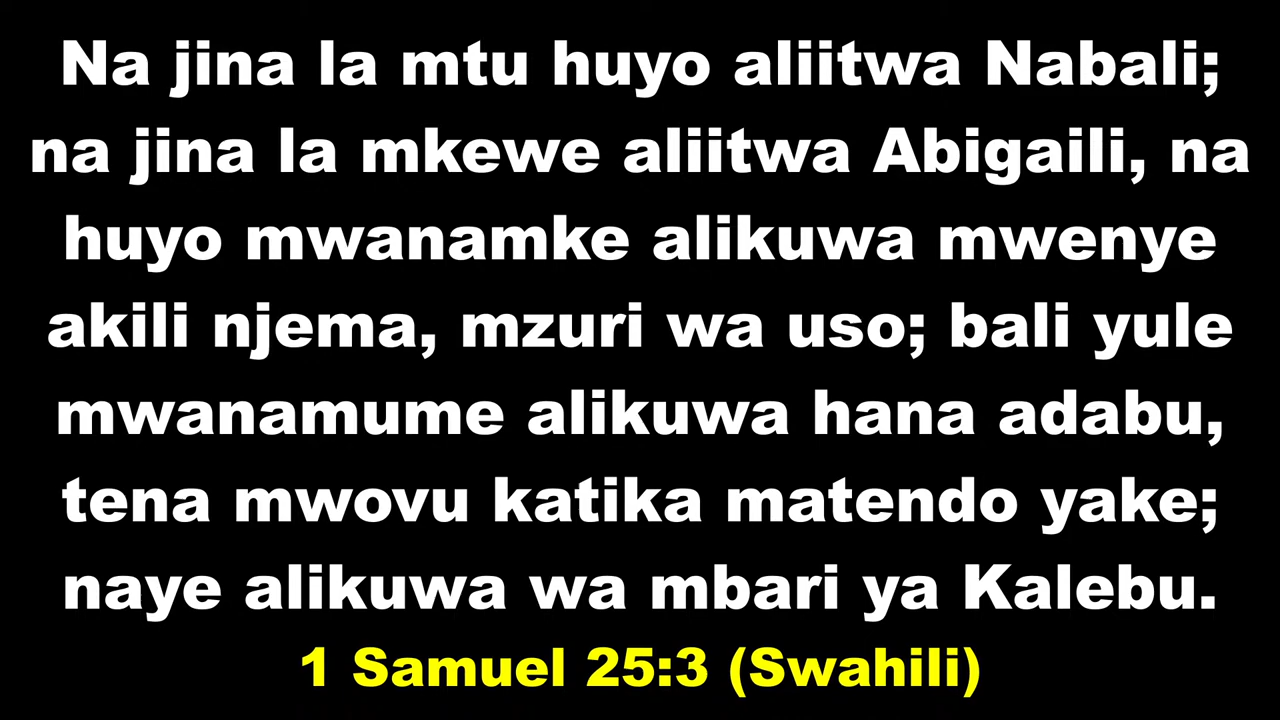 Na jina la mtu huyo aliitwa Nabali;
na jina la mkewe aliitwa Abigaili, na
huyo mwanamke alikuwa mwenye
akili njema, mzuri wa uso; bali yule
mwanamume alikuwa hana adabu,
tena mwovu katika matendo yake;
naye alikuwa wa mbari ya Kalebu.
1 Samuel 25:3 (Swahili)